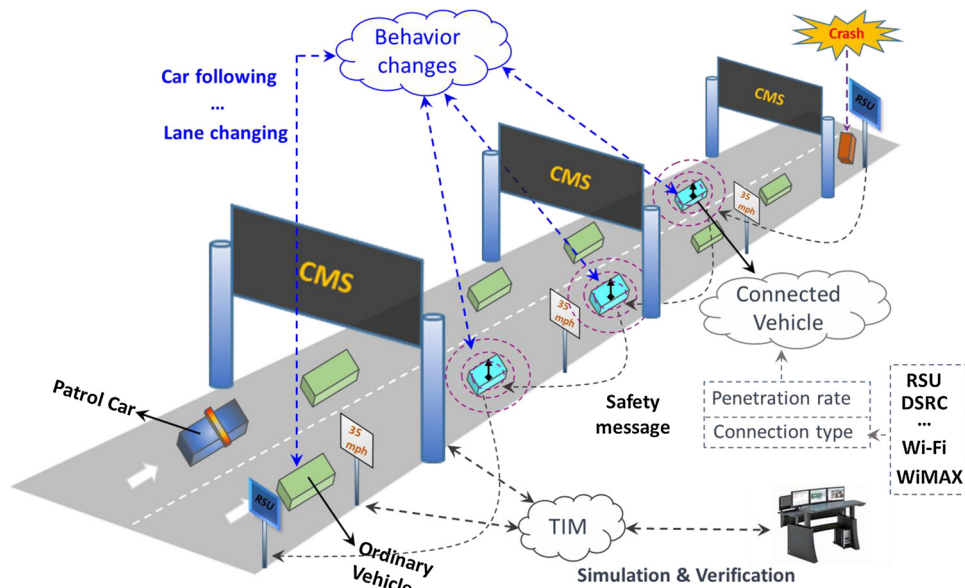 Behavior
changes
Car following
...
Lane changing
Crash
CMS
RSU
CMS
35
mph
CMS
35
mph
Connected
Vehicle
Patrol Car
35
mph
RSU
Safety
message
Penetration rate
Connection type
RSU
DSRC
...
Wi-Fi
WiMAX
TIM
Ordinary
Vehicle
Simulation & Verification